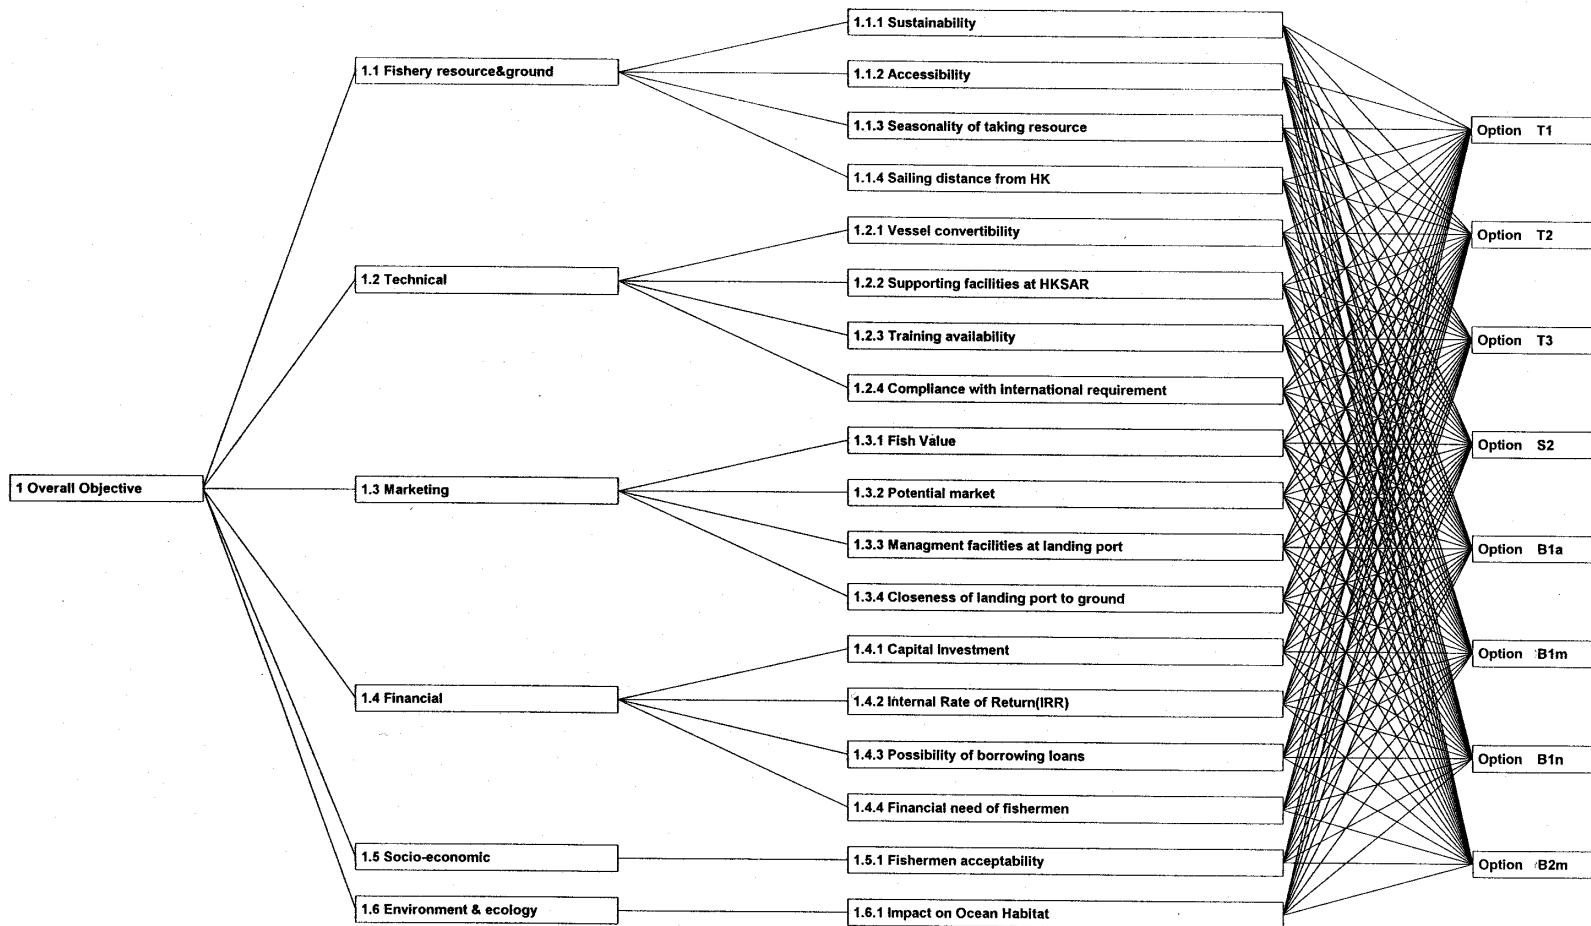 1 Overall Objective
1.1 Fishery resource&ground
1.2 Technical
1.3 Marketing
1.4 Financial
1.5 Socio-economic
1.6 Environment & ecology
1.1.1 Sustainability
1.1.2 Accessibility
1.1.3 Seasonality of taking resource
1.1.4 Sailing distance from HK
1.2.1 Vessel convertibility
1.2.2 Supporting facilities at HKSAR
1.2.3 Training availability
1.2.4 Compliance with international requirement
1.3.1 Fish Value
1.3.2 Potential market
1.3.3 Managment facilities at landing port
1.3.4 Closeness of landing port to ground
1.4.1 Capital Investment
1.4.2 Internal Rate of Return(IRR)
1.4.3 Possibility of borrowing loans
1.4.4 Financial need of fishermen
1.5.1 Fishermen acceptability
1.6.1 Impact on Ocean Habitat
Option T1
Option T2
Option T3
Option S2
Option B1a
Option B1m
Option B1n
Option B2m